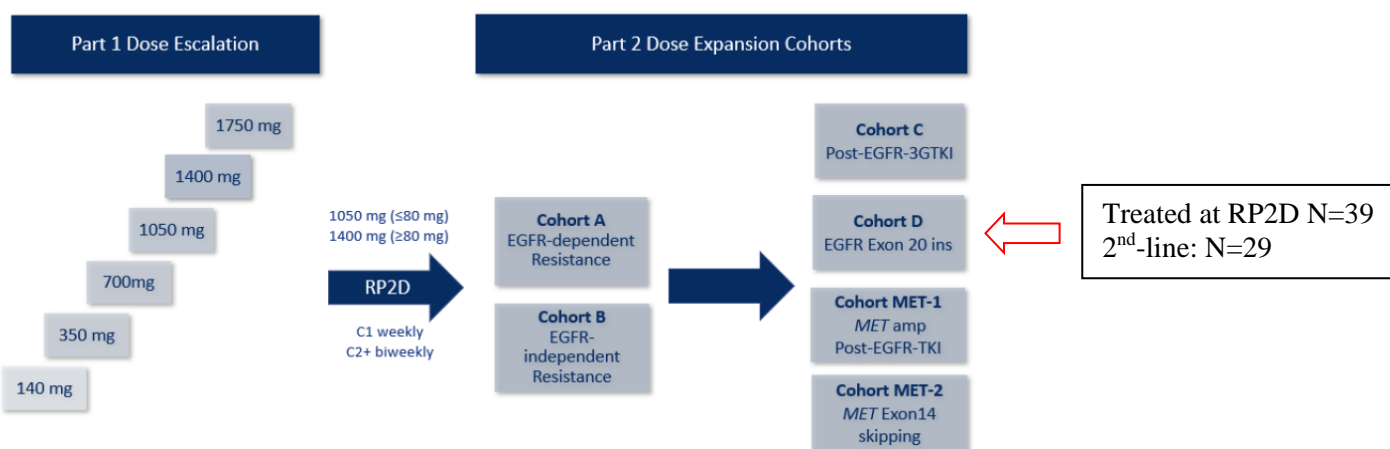 Part 1 Dose Escalation
Part 2 Dose Expansion Cohorts
1750 mg
1400 mg
1050 mg
700mg
350 mg
140 mg
1050 mg (≤80 mg)
1400 mg (≥80 mg)
RP2D
C1 weekly
C2+ biweekly
Cohort A
EGFR-dependent
Resistance
Cohort B
EGFR-
independent
Resistance
Cohort C
Post-EGFR-3GTKI
Cohort D
EGFR Exon 20 ins
Cohort MET-1
MET amp
Post-EGFR-TKI
Cohort MET-2
MET Exon14
skipping
Treated at RP2D N=39
2nd-line: N=29